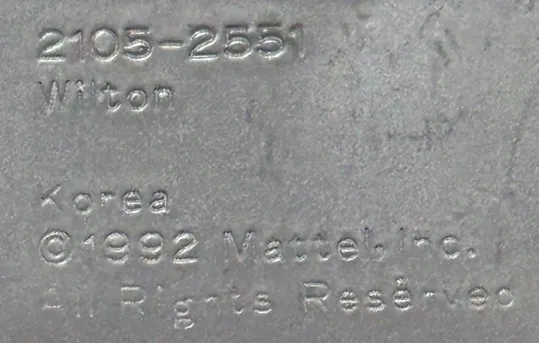 2105-2551
Wilton
Korea
©1992 Mattel, Inc.
All Rights Reserved